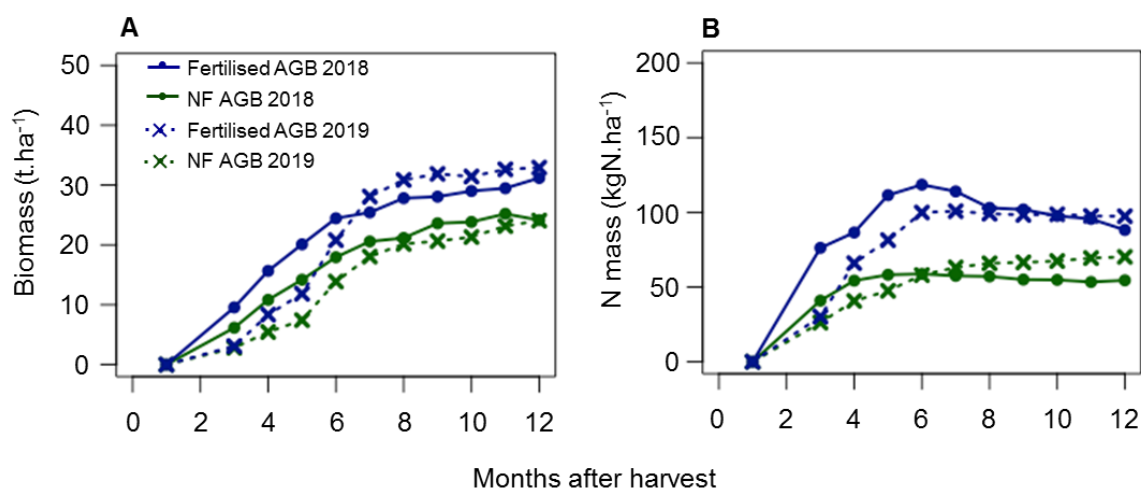 A
Biomass (t.ha-1)
50
40
30
20
10
0
Fertilised AGB 2018
NF AGB 2018
Fertilised AGB 2019
NF AGB 2019
0 2 4 6 8 10 12
B
N mass (kgN.ha-1)
200
150
100
50
0
0 2 4 6 8 10 12
Months after harvest